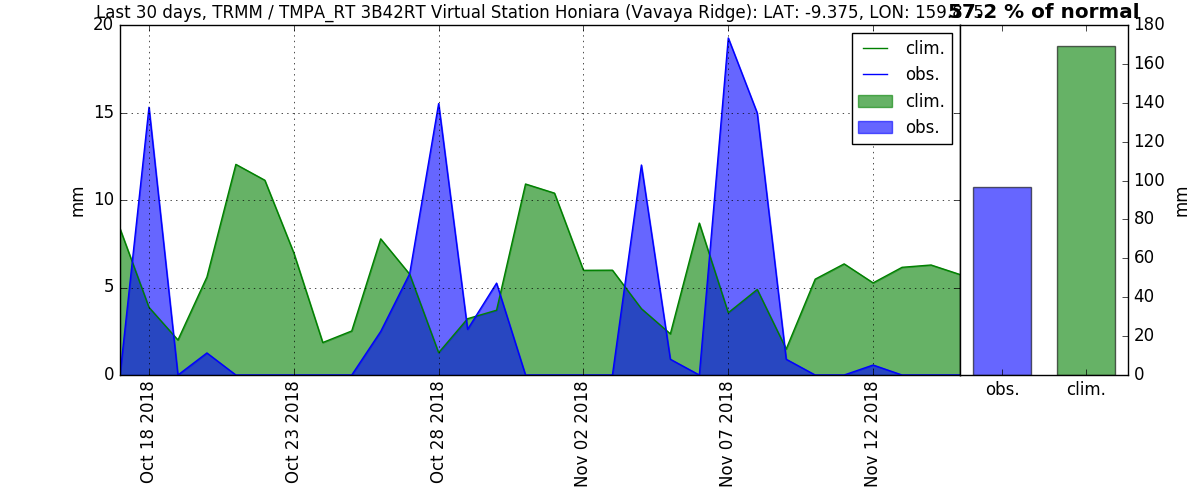 Last 30 days, TRMM / TMPA_RT 3B42RT Virtual Station Honiara (Vavaya Ridge): LAT: -9.375, LON:
57.2 % of normal
20
15
10
5
0
mm
clim.
obs.
clim.
obs.
Oct 18 2018
Oct 23 2018
Oct 28 2018
Nov 02 2018
Nov 07 2018
Nov 12 2018
180
160
140
120
100
80
60
40
20
0
mm
obs.
clim.